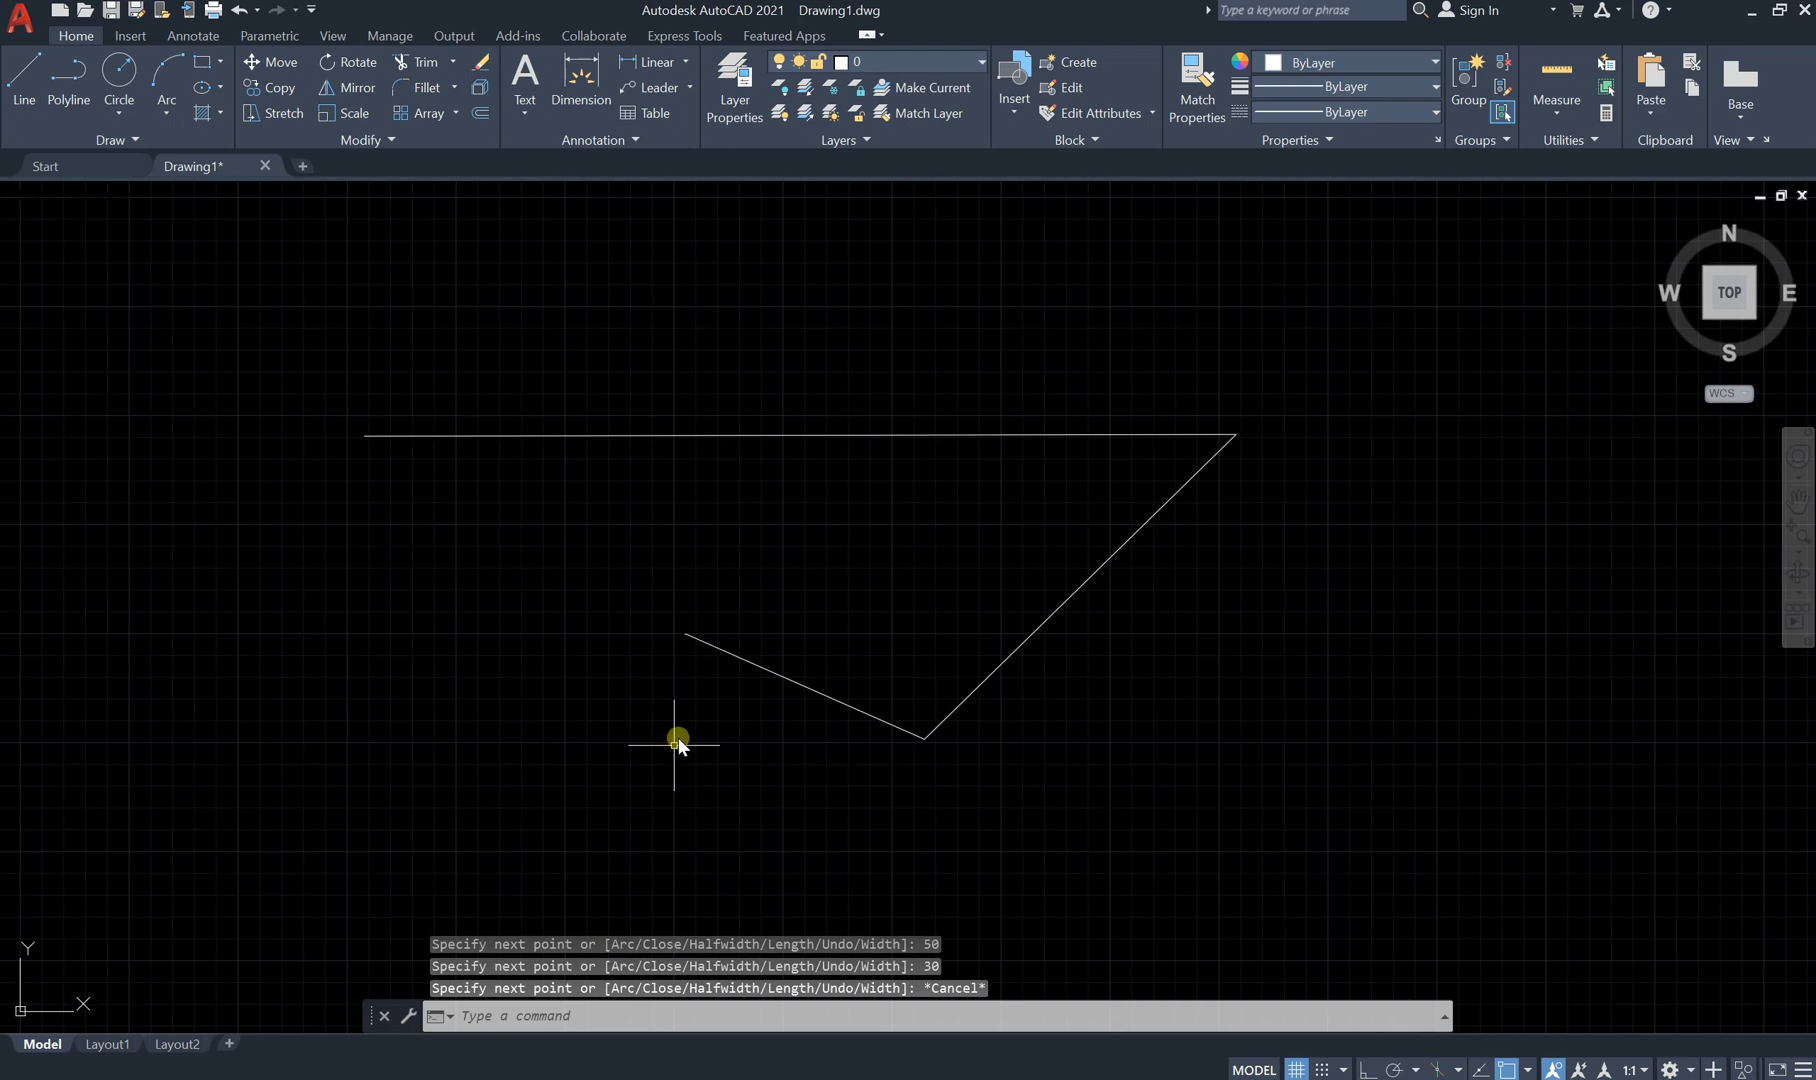 Autodesk AutoCAD 2021 Drawing1.dwg
Type a keyword or phrase
Sign In
Home Insert Annotate Parametric View Manage Output Add-ins Collaborate Express Tools Featured Apps
Line
Polyline
Circle
Arc
Draw
Move
Rotate
Trim
Copy
Mirror
Fillet
Stretch
Scale
Array
Modify
Text
Dimension
Linear
Leader
Table
Annotation
Layer
Properties
0
Make Current
Match Layer
Layers
Insert
Create
Edit
Edit Attributes
Block
Match
Properties
ByLayer
ByLayer
ByLayer
Properties
Group
Groups
Measure
Utilities
Paste
Clipboard
Base
View
Start
Drawing1*
N
W
TOP
E
S
WCS
Y
X
Specify next point or [Arc/Close/Halfwidth/Length/Undo/Width]: 50
Specify next point or [Arc/Close/Halfwidth/Length/Undo/Width]: 30
Specify next point or [Arc/Close/Halfwidth/Length/Undo/Width]: *Cancel*
Type a command
Model Layout1 Layout2
MODEL
1:1